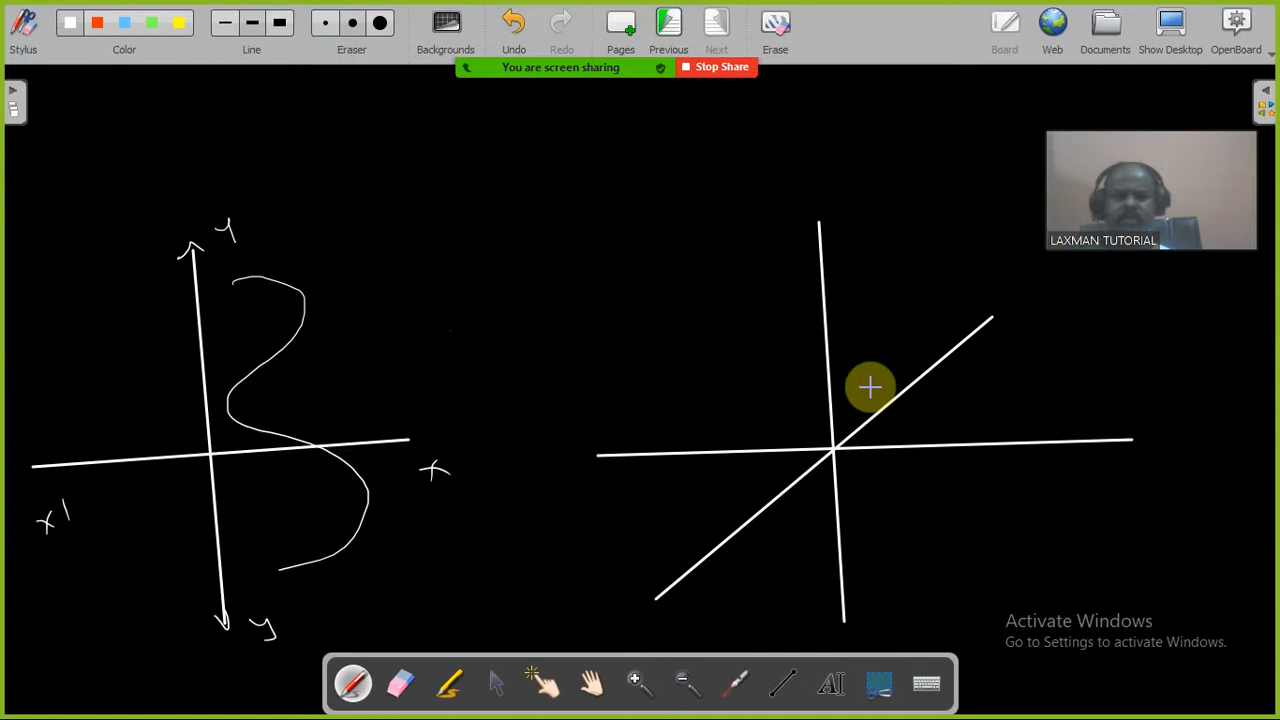 Stylus
Color
Line
Eraser
Backgrounds
Undo
Redo
Pages
Previous
Next
Erase
Board
Web
Documents
Show Desktop
OpenBoard
You are screen sharing
Stop Share
LAXMAN TUTORIAL
y
x
x'
y
Activate Windows
Go to Settings to activate Windows.
AI